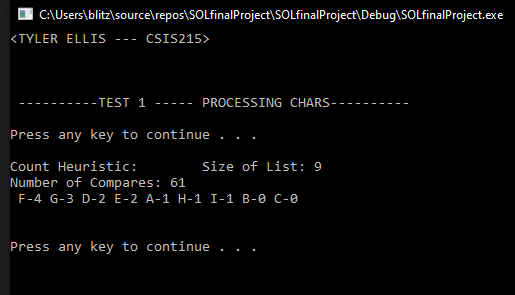 C:\Users\blitz\source\repos\SOLfinalProject\SOLfinalProject\Debug\SOLfinalProject.exe
<TYLER ELLIS --- CSIS215>
----------TEST 1 ----- PROCESSING CHARS----------
Press any key to continue . . .
Count Heuristic:        Size of List: 9
Number of Compares: 61
F-4 G-3 D-2 E-2 A-1 H-1 I-1 B-0 C-0
Press any key to continue . . .